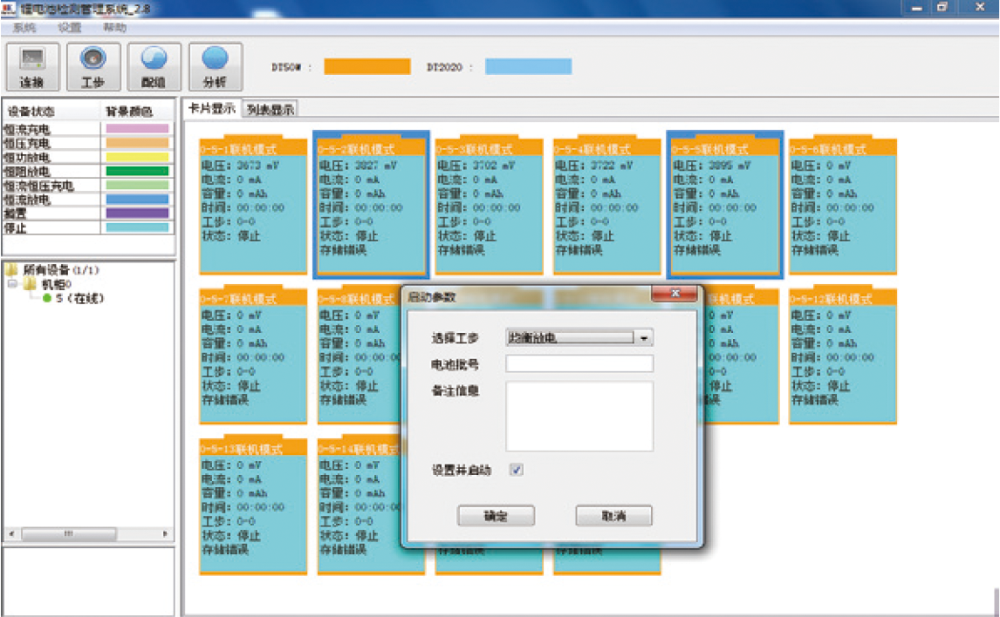 锂电池检测管理系统_2.8
系统 设置 帮助
连接 工步 配组 分析 DT50W : DT2020 :
设备状态 背景颜色
恒流充电
恒压充电
恒功放电
恒阻放电
恒流恒压充电
恒流放电
搁置
停止
所有设备 (1/1)
机柜0
5 (在线)
卡片显示 列表显示
0-5-1联机模式
电压: 3673 mV
电流: 0 mA
容量: 0 mAh
时间: 00:00:00
工步: 0-0
状态: 停止
0-5-2联机模式
电压: 3827 mV
电流: 0 mA
容量: 0 mAh
时间: 00:00:00
工步: 0-0
状态: 停止
存储错误
0-5-3联机模式
电压: 3702 mV
电流: 0 mA
容量: 0 mAh
时间: 00:00:00
工步: 0-0
状态: 停止
存储错误
0-5-4联机模式
电压: 3722 mV
电流: 0 mA
容量: 0 mAh
时间: 00:00:00
工步: 0-0
状态: 停止
存储错误
0-5-5联机模式
电压: 3895 mV
电流: 0 mA
容量: 0 mAh
时间: 00:00:00
工步: 0-0
状态: 停止
存储错误
0-5-6联机模式
电压: 0 mV
电流: 0 mA
容量: 0 mAh
时间: 00:00:00
工步: 0-0
状态: 停止
存储错误
0-5-7联机模式
电压: 0 mV
电流: 0 mA
容量: 0 mAh
时间: 00:00:00
工步: 0-0
状态: 停止
存储错误
0-5-8联机模式
电压: 0 mV
电流: 0 mA
容量: 0 mAh
时间: 00:00:00
工步: 0-0
状态: 停止
存储错误
联机模式
0 mV
0 mA
0 mAh
00:00:00
0-0
停止
误
0-5-12联机模式
电压: 0 mV
电流: 0 mA
容量: 0 mAh
时间: 00:00:00
工步: 0-0
状态: 停止
存储错误
0-5-13联机模式
电压: 0 mV
电流: 0 mA
容量: 0 mAh
时间: 00:00:00
工步: 0-0
状态: 停止
存储错误
0-5-14联机模式
电压: 0 mV
电流: 0 mA
容量: 0 mAh
时间: 00:00:00
工步: 0-0
状态: 停止
存储错误
存储错误
存储错误
启动参数
选择工步 均衡放电
电池批号
备注信息
设置并启动
确定 取消